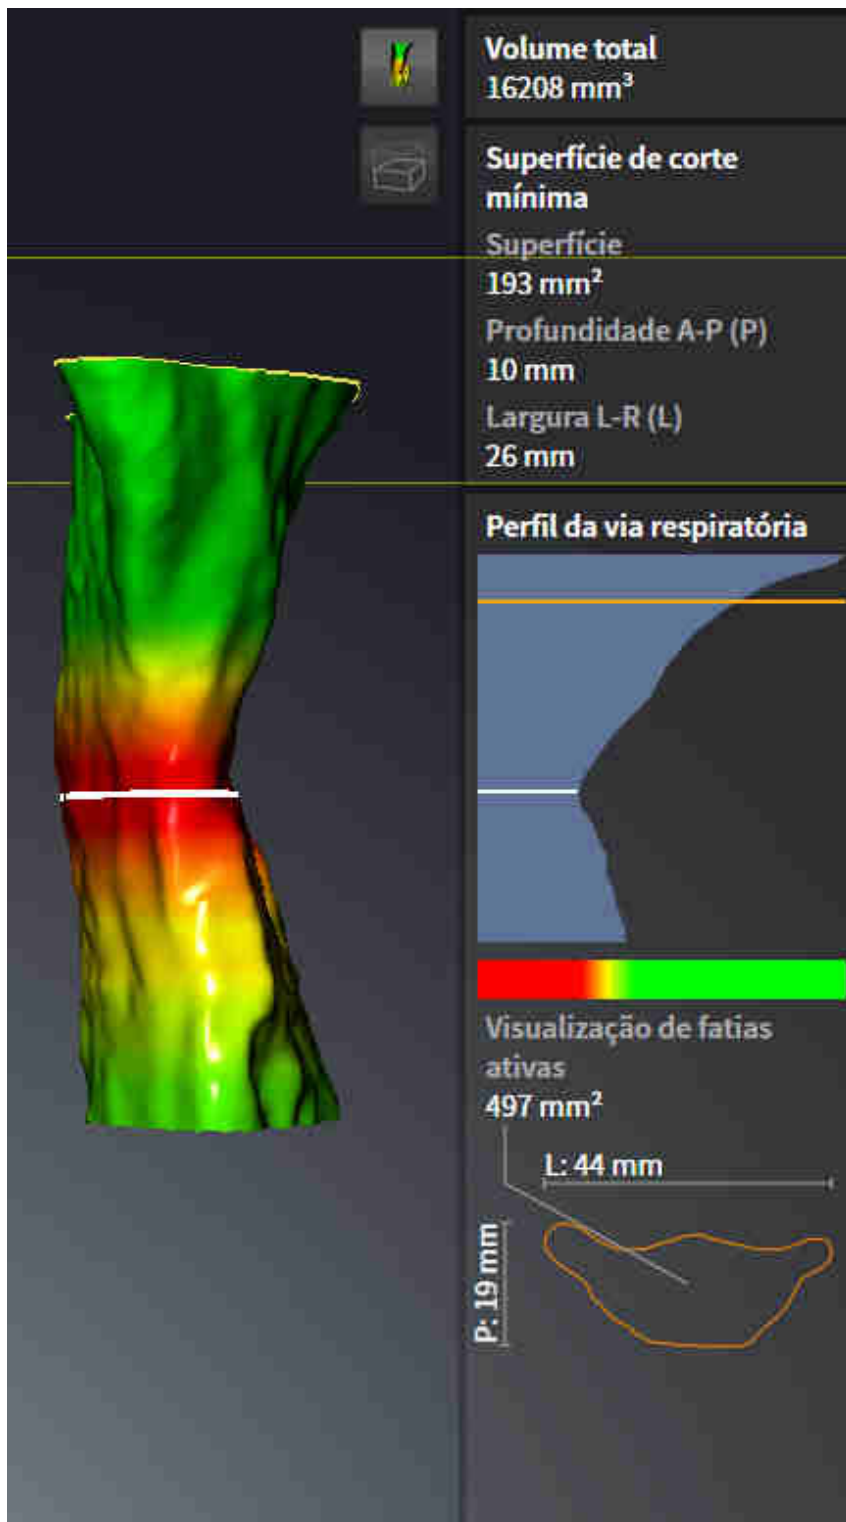 Volume total
16208 mm³
Superfície de corte
mínima
Superfície
193 mm²
Profundidade A-P (P)
10 mm
Largura L-R (L)
26 mm
Perfil da via respiratória
Visualização de fatias
ativas
497 mm²
L: 44 mm
P: 19 mm